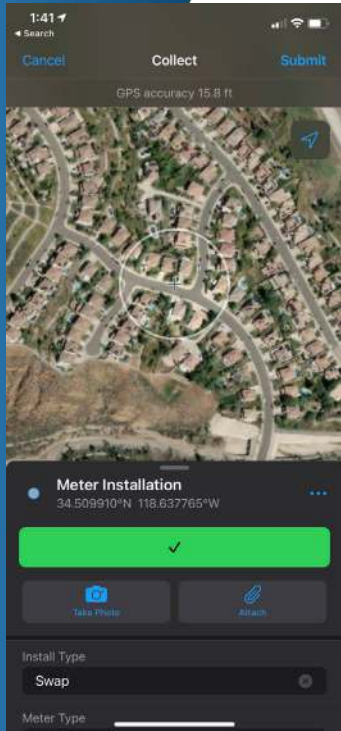 1:41
Search
Cancel Collect Submit
GPS accuracy 15.8 ft
Meter Installation
34.509910°N 118.637765°W
Take Photo Attach
Install Type
Swap
Meter Type